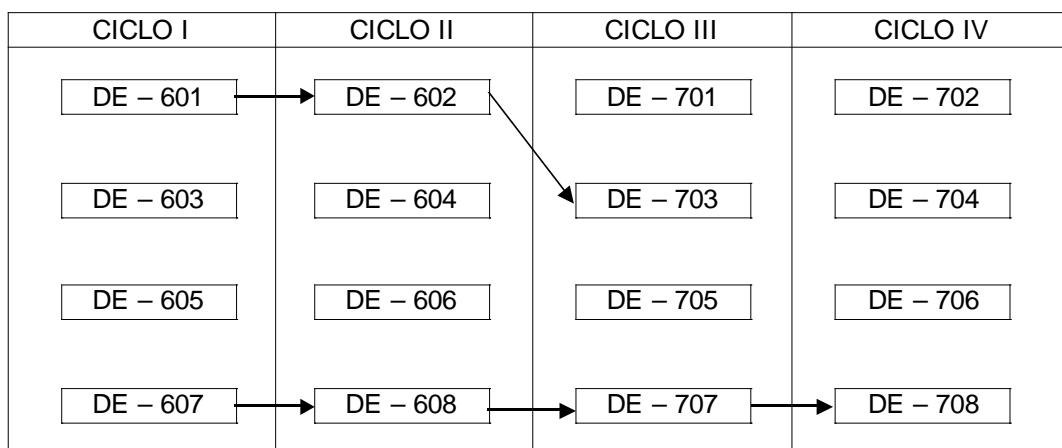 CICLO I CICLO II CICLO III CICLO IV
DE – 601 DE – 602 DE – 701 DE – 702
DE – 603 DE – 604 DE – 703 DE – 704
DE – 605 DE – 606 DE – 705 DE – 706
DE – 607 DE – 608 DE – 707 DE – 708